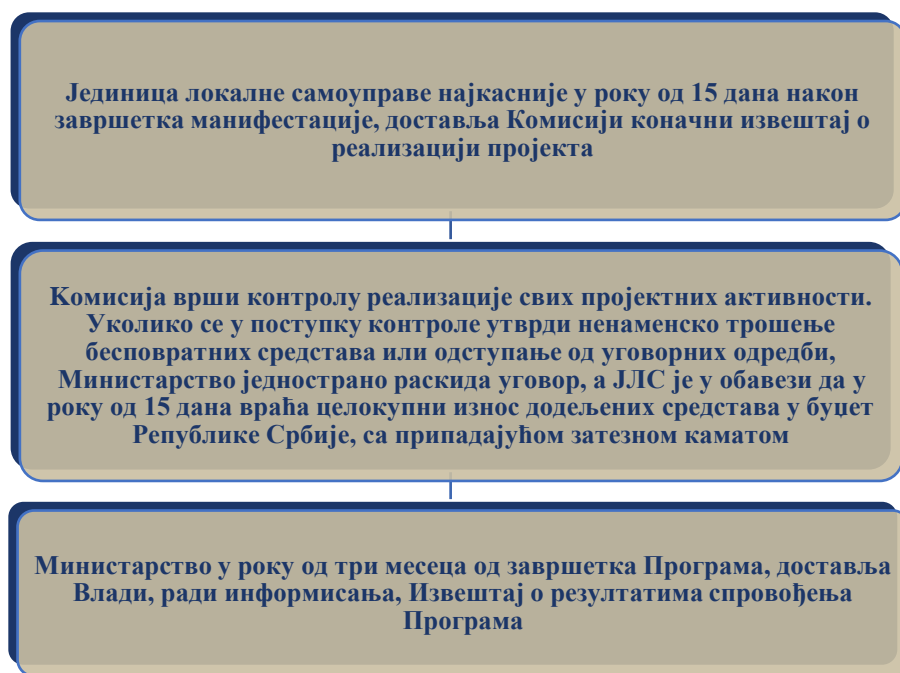 Јединица локалне самоуправе најкасније у року од 15 дана након
завршетка манифестације, доставља Комисији коначни извештај о
реализацији пројекта
Комисија врши контролу реализације свих пројектних активности.
Уколико се у поступку контроле утврди ненаменско трошење
бесповратних средстава или одступање од уговорних одредби,
Министарство једнострано раскида уговор, а ЈЛС је у обавези да у
року од 15 дана враћа целокупни износ додељених средстава у буџет
Републике Србије, са припадајућом затезном каматом
Министарство у року од три месеца од завршетка Програма, доставља
Влади, ради информисања, Извештај о резултатима спровођења
Програма